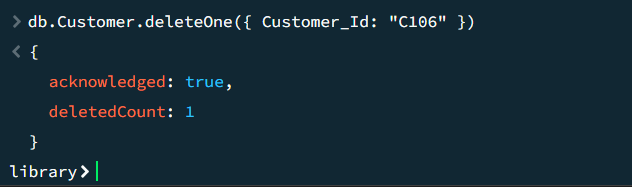 > db.Customer.deleteOne({ Customer_Id: "C106" })
< {
acknowledged: true,
deletedCount: 1
}
library>